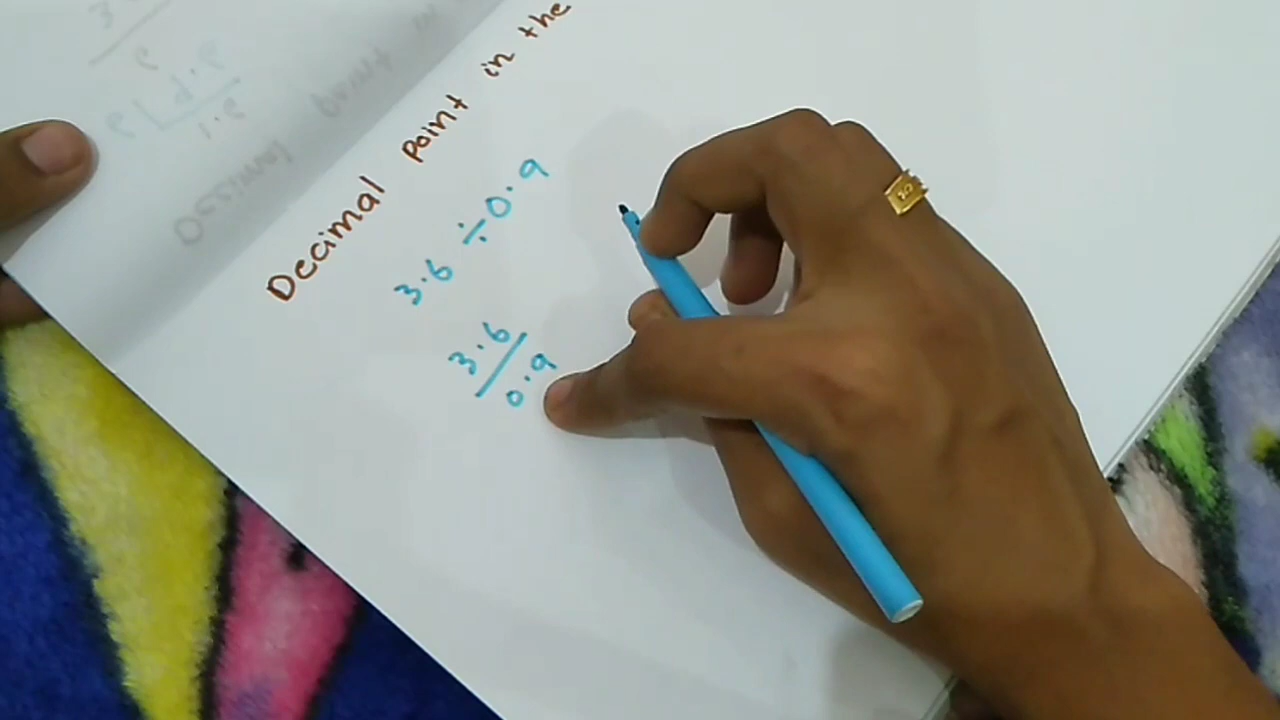 Decimal point in the
3.6 ÷ 0.9
3.6
0.9